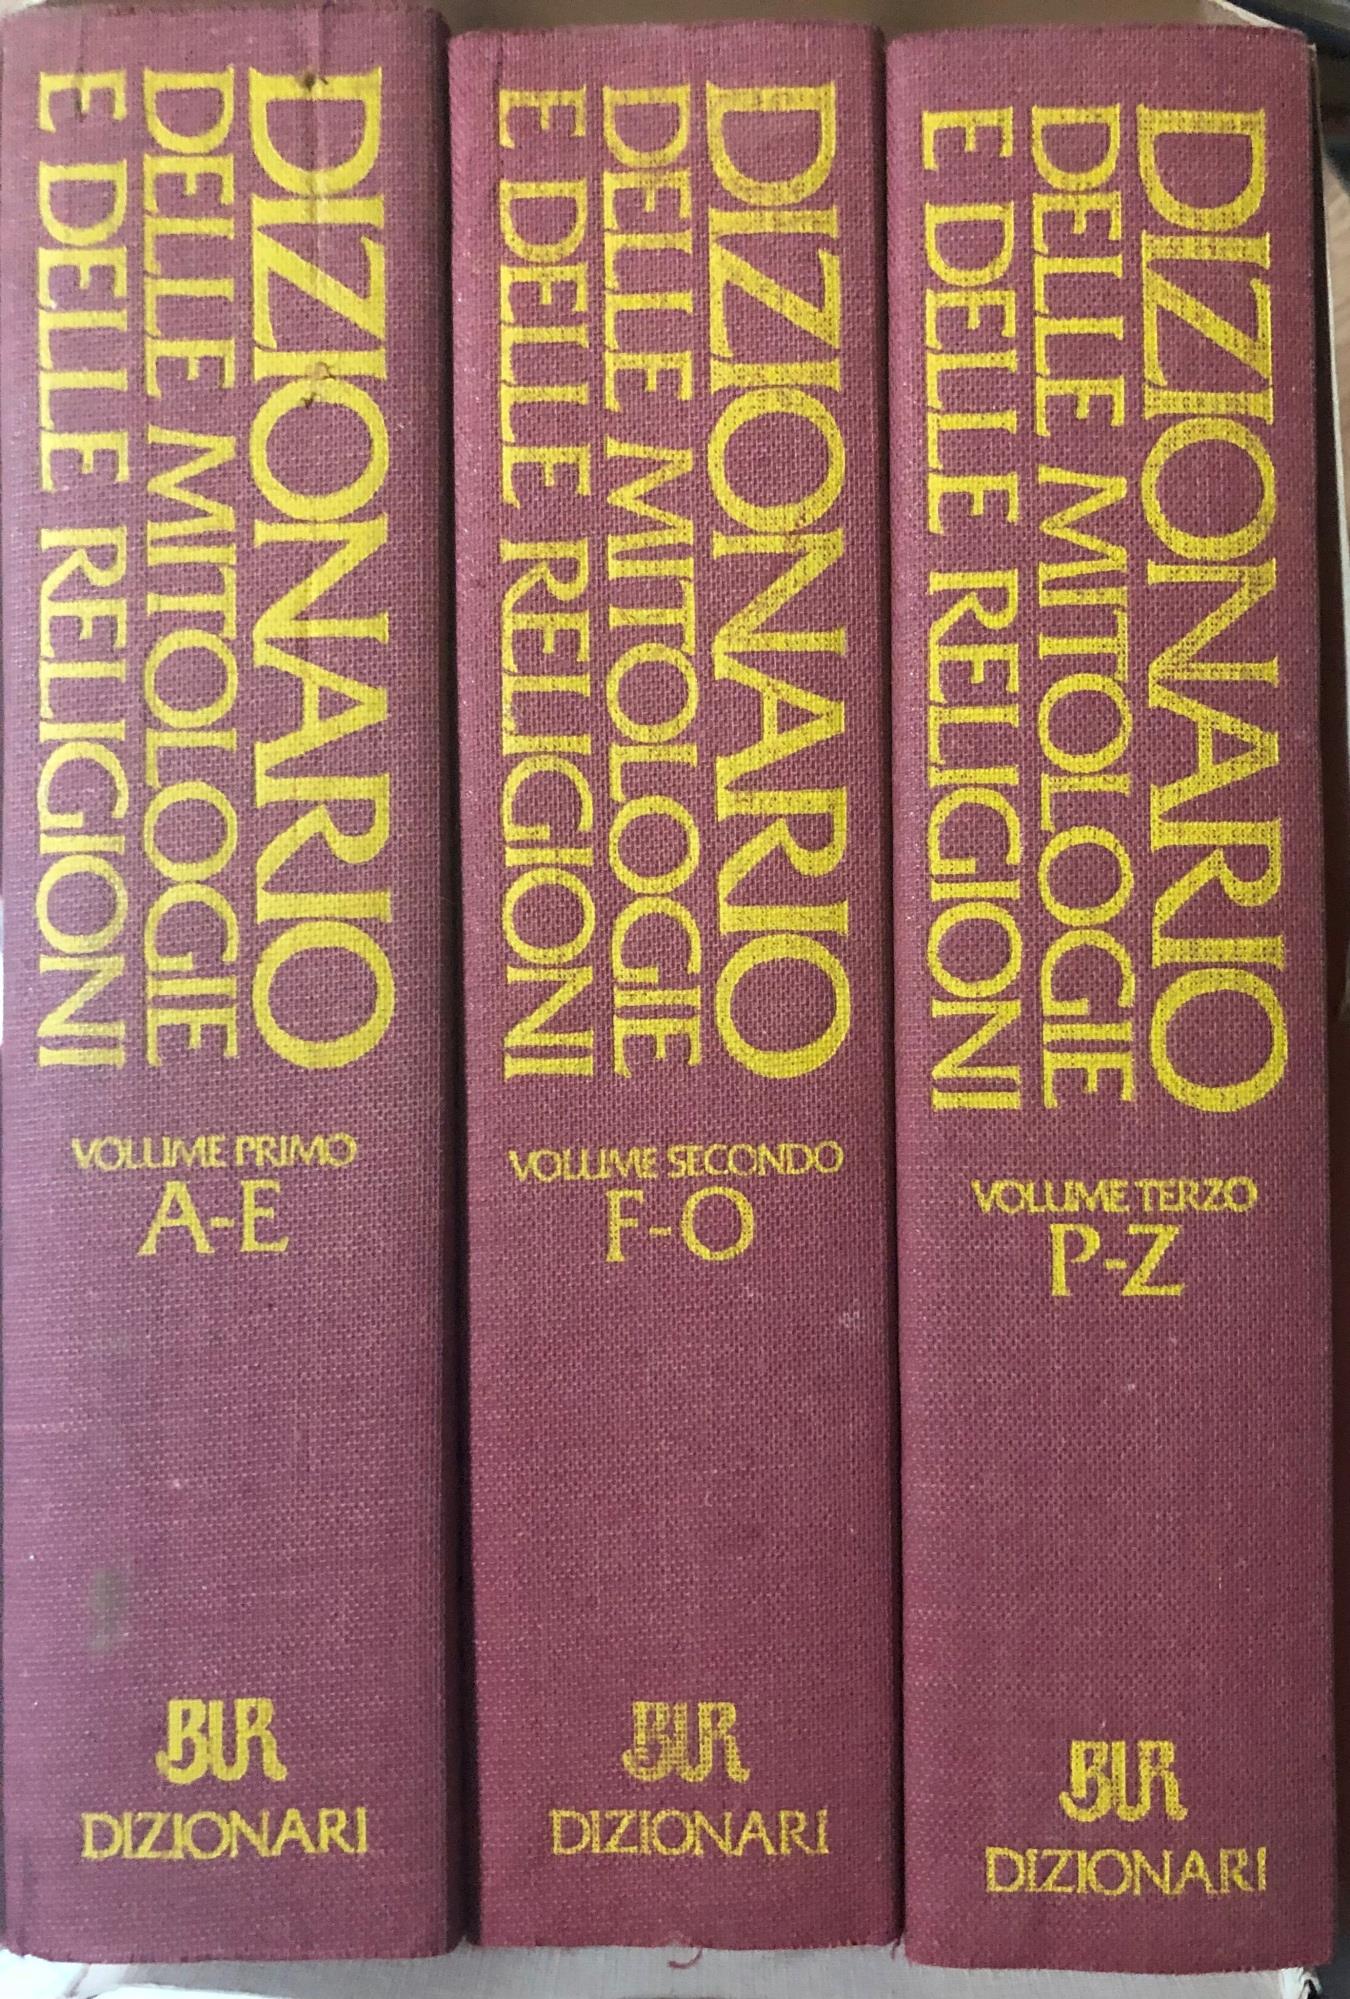 DIZIONARIO
DELLE MITOLOGIE
E DELLE RELIGIONI
VOLUME PRIMO
A-E
BUR
DIZIONARI
DIZIONARIO
DELLE MITOLOGIE
E DELLE RELIGIONI
VOLUME SECONDO
F-O
BUR
DIZIONARI
DIZIONARIO
DELLE MITOLOGIE
E DELLE RELIGIONI
VOLUME TERZO
P-Z
BUR
DIZIONARI